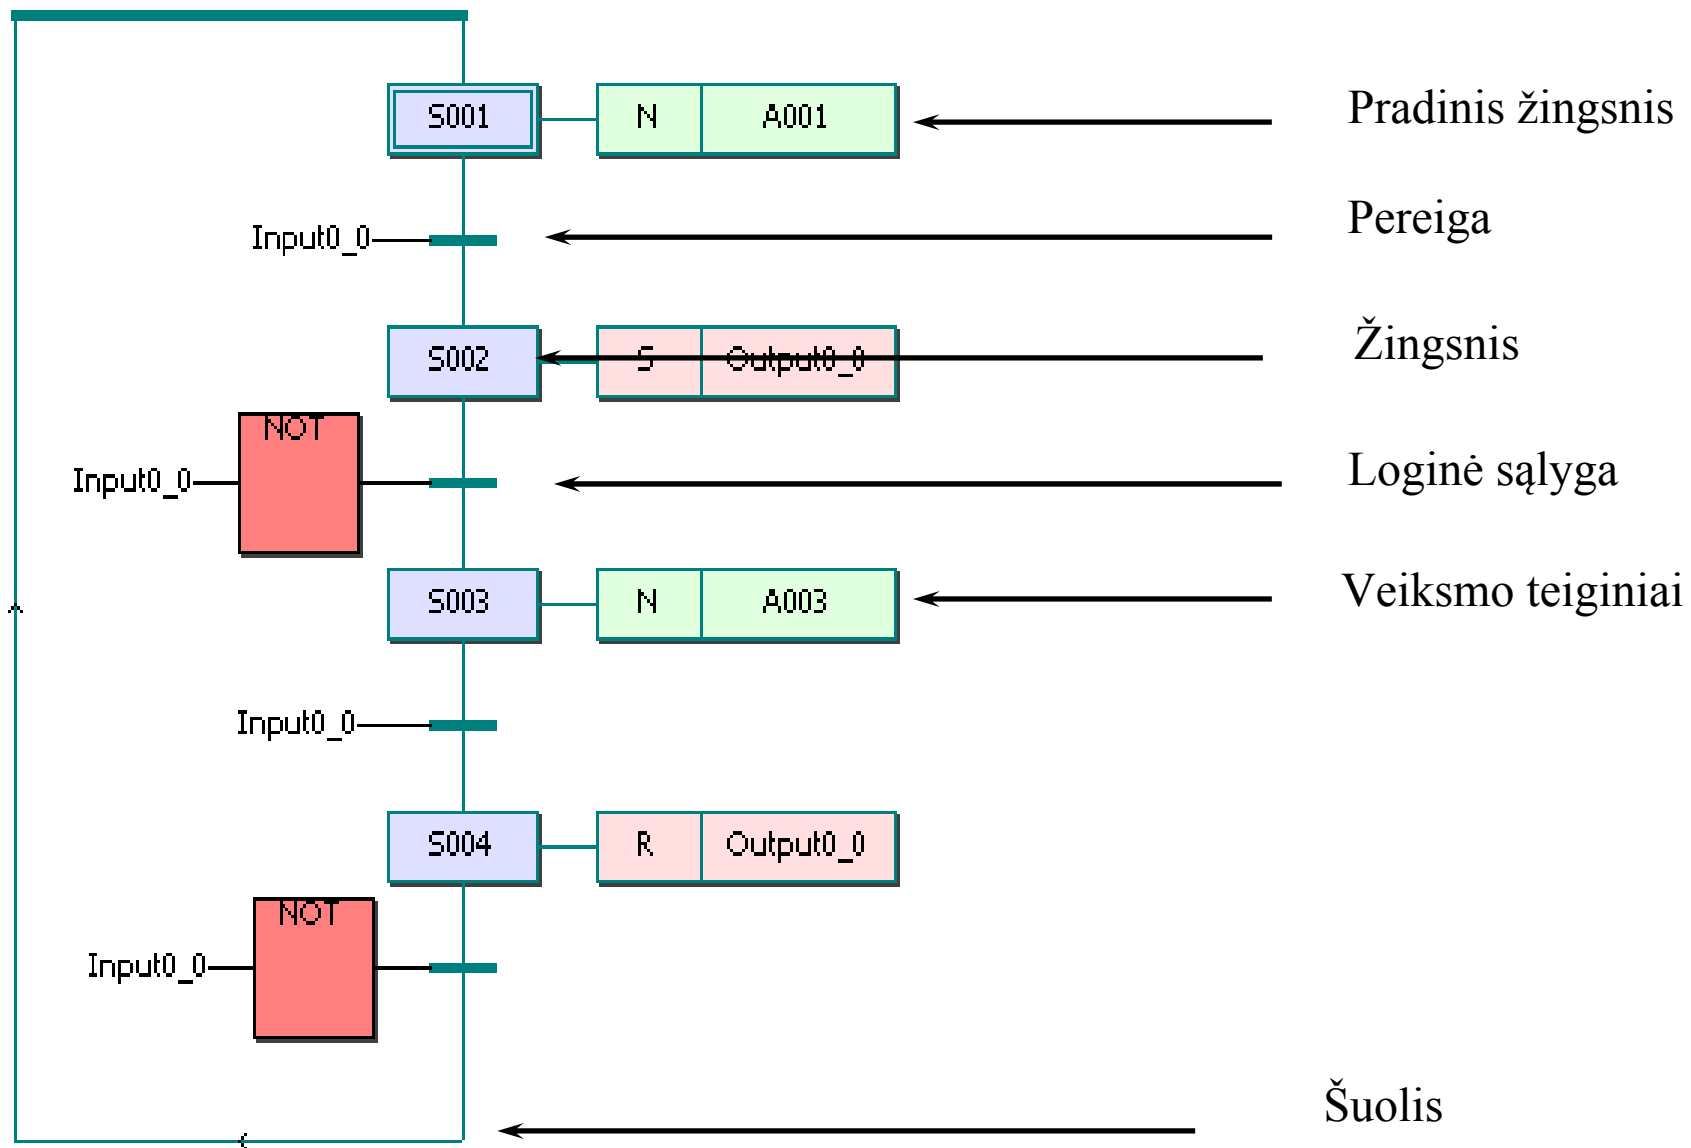 S001 N A001 Pradinis žingsnis
Input0_0 Pereiga
S002 S Output0_0 Žingsnis
NOT
Input0_0 Loginė sąlyga
S003 N A003 Veiksmo teiginiai
Input0_0
S004 R Output0_0
NOT
Input0_0
Šuolis